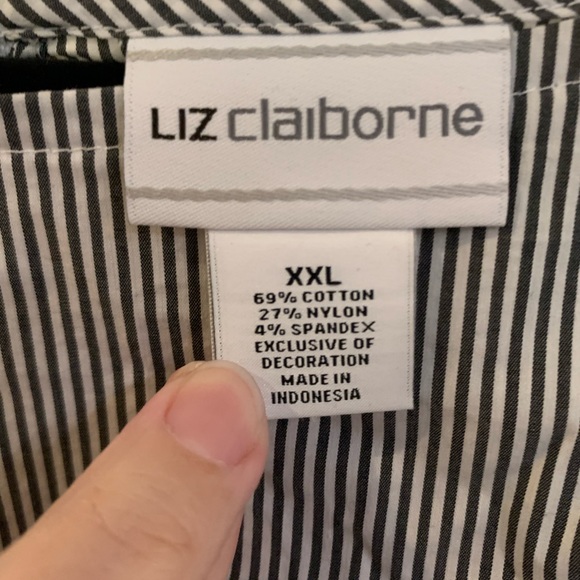 LIZ claiborne
XXL
69% COTTON
27% NYLON
4% SPANDEX
EXCLUSIVE OF
DECORATION
MADE IN
INDONESIA